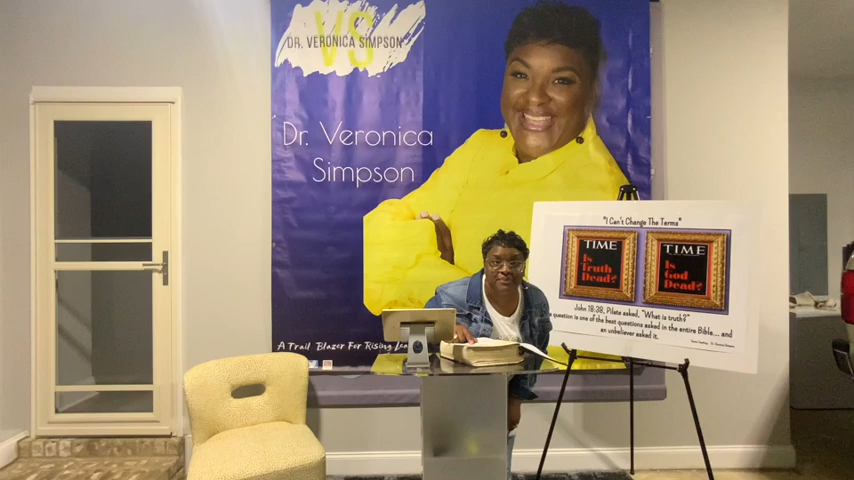 VS
DR. VERONICA SIMPSON
Dr. Veronica
Simpson
A Trail Blazer For Rising
"I Can't Change The Terms"
TIME
Is
Truth
Dead?
TIME
Is
God
Dead?
John 18:38, Pilate asked, "What is truth?"
question is one of the best questions asked in the entire Bible... and
an unbeliever asked it.